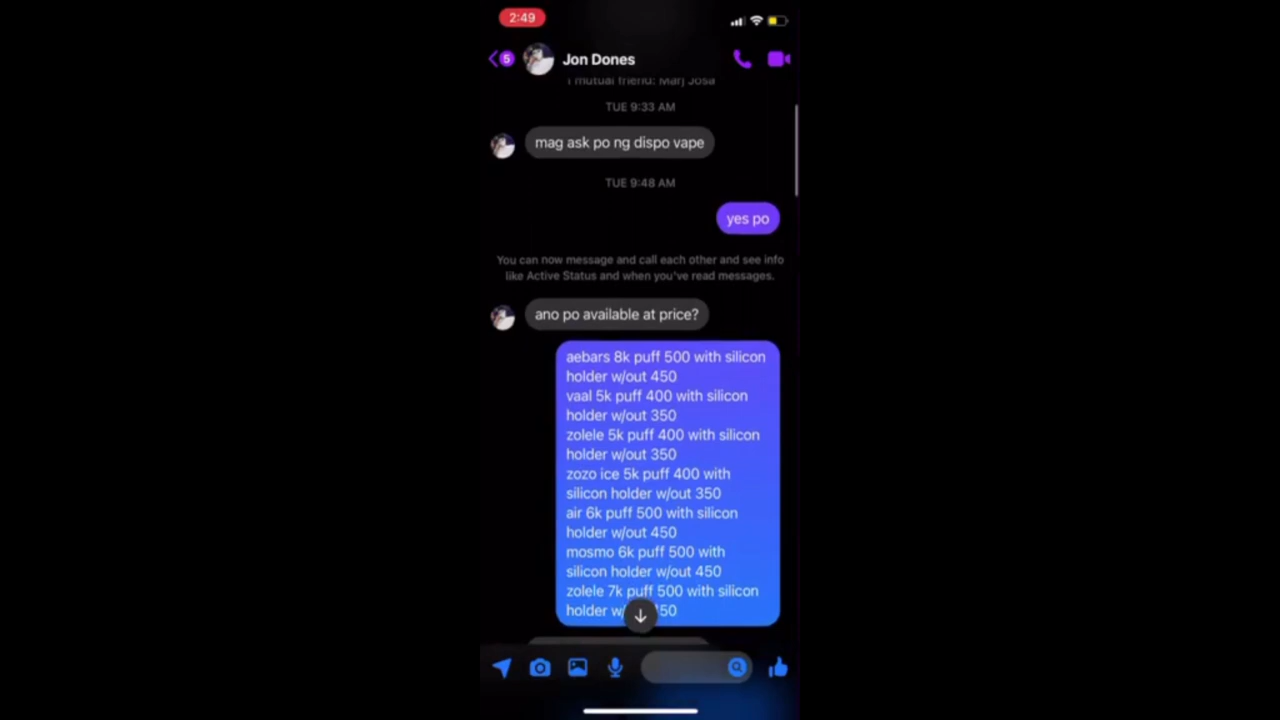 2:49
5
Jon Dones
1 mutual friend: Marj Josa
TUE 9:33 AM
mag ask po ng dispo vape
TUE 9:48 AM
yes po
You can now message and call each other and see info
like Active Status and when you've read messages.
ano po available at price?
aebars 8k puff 500 with silicon
holder w/out 450
vaal 5k puff 400 with silicon
holder w/out 350
zolele 5k puff 400 with silicon
holder w/out 350
zozo ice 5k puff 400 with
silicon holder w/out 350
air 6k puff 500 with silicon
holder w/out 450
mosmo 6k puff 500 with
silicon holder w/out 450
zolele 7k puff 500 with silicon
holder